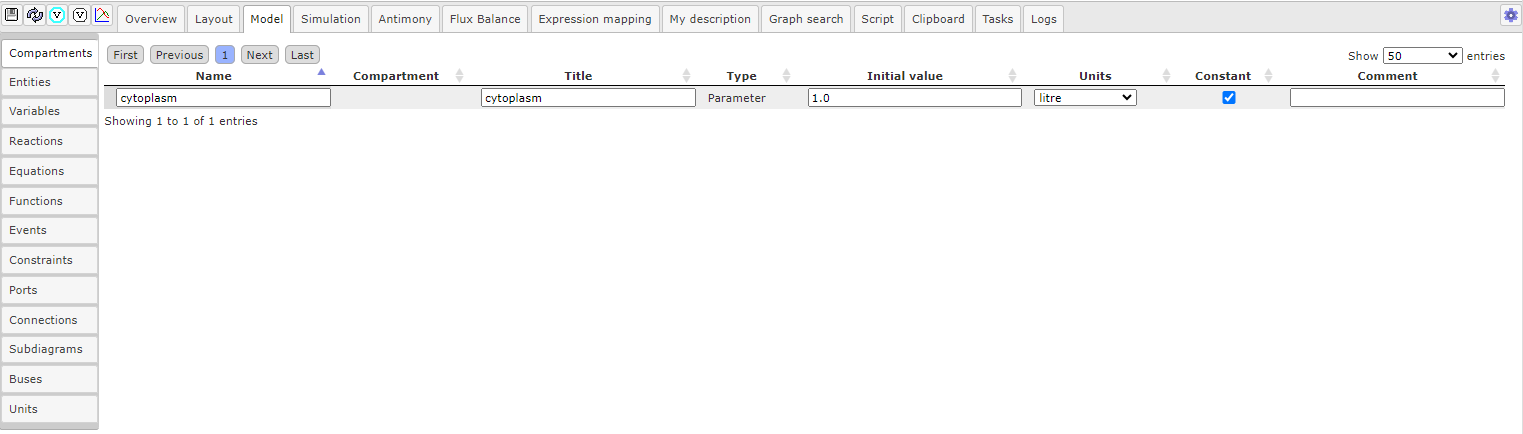 Overview Layout Model Simulation Antimony Flux Balance Expression mapping My description Graph search Script Clipboard Tasks Logs
Compartments
Entities
Variables
Reactions
Equations
Functions
Events
Constraints
Ports
Connections
Subdiagrams
Buses
Units
First Previous 1 Next Last
Show 50 entries
Name Compartment Title Type Initial value Units Constant Comment
cytoplasm cytoplasm Parameter 1.0 litre
Showing 1 to 1 of 1 entries